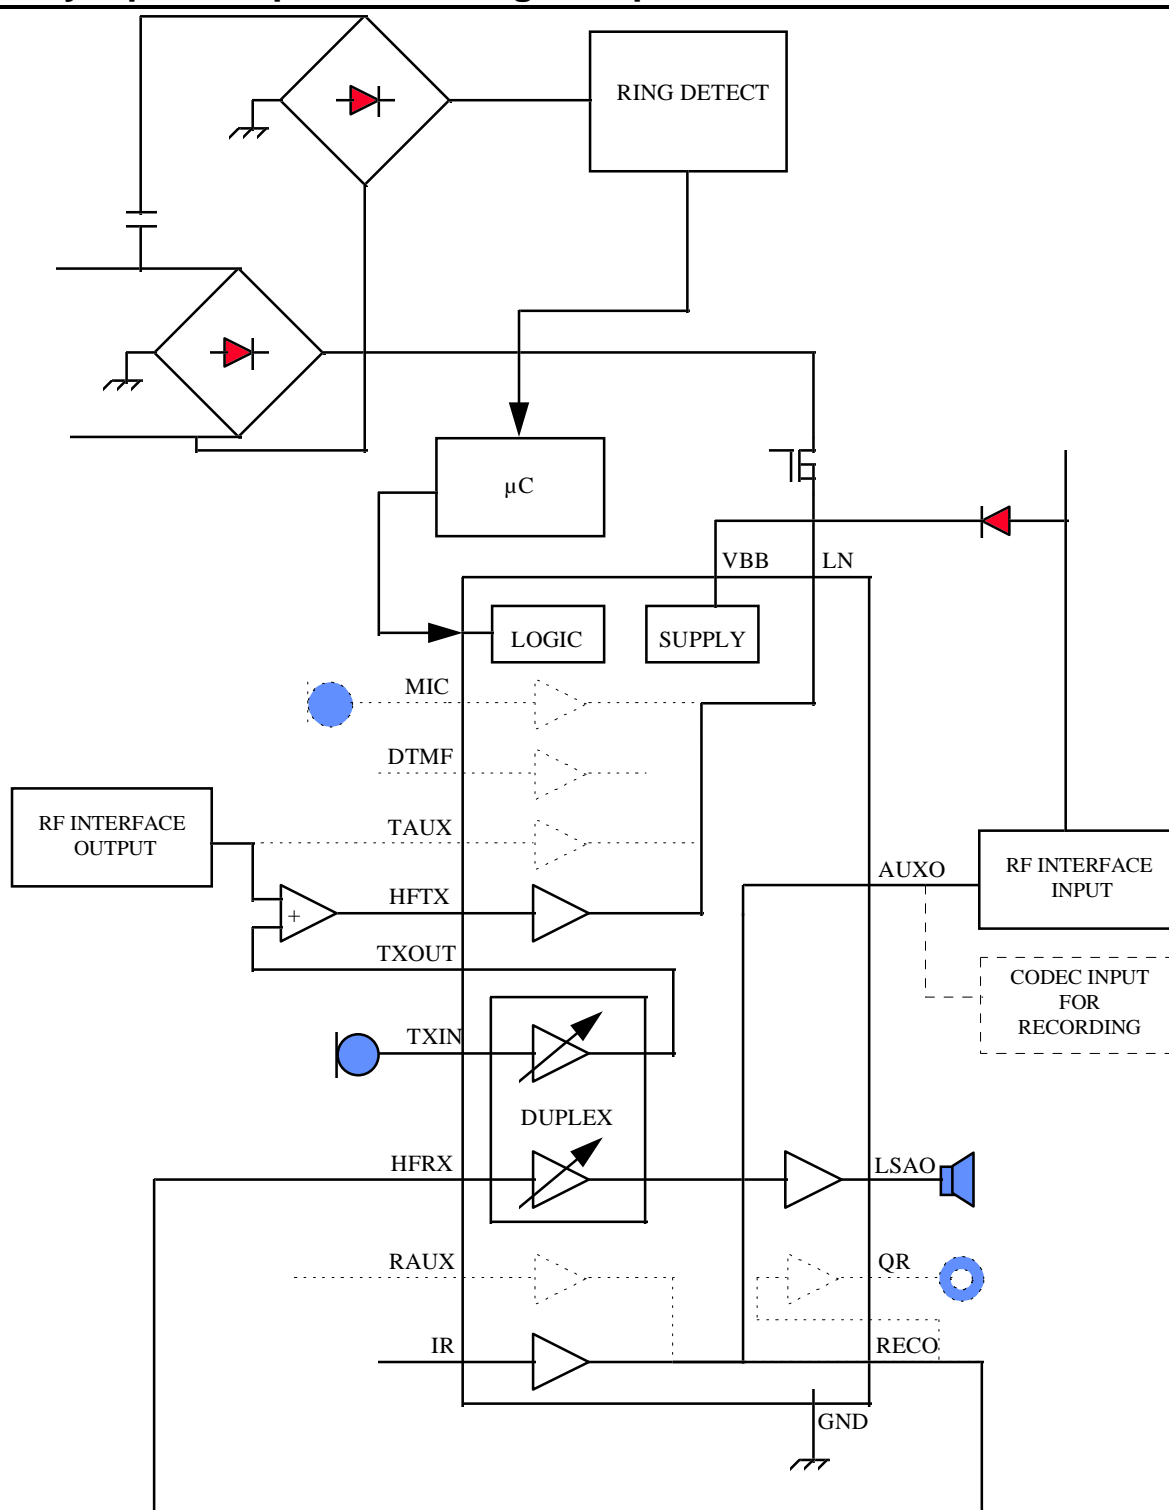 RING DETECT
µC
VBB
LN
LOGIC
SUPPLY
MIC
DTMF
RF INTERFACE
OUTPUT
TAUX
AUXO
RF INTERFACE
INPUT
HFTX
+
TXOUT
CODEC INPUT
FOR
RECORDING
TXIN
DUPLEX
HFRX
LSAO
RAUX
QR
IR
RECO
GND